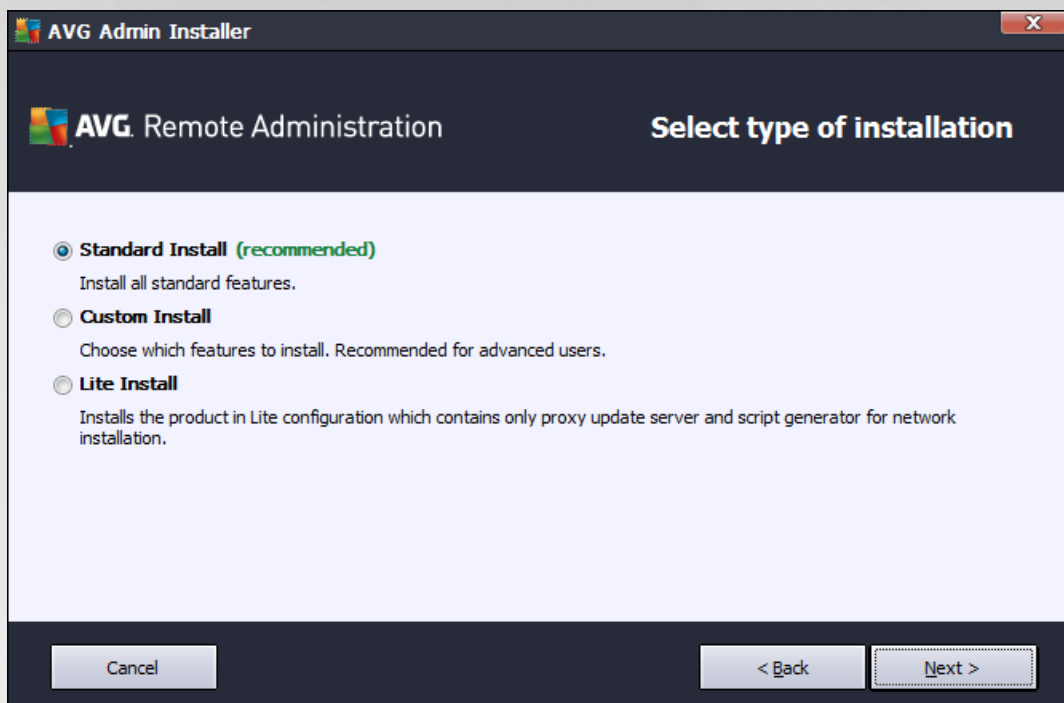 AVG Admin Installer
X
AVG. Remote Administration
Select type of installation
Standard Install (recommended)
Install all standard features.
Custom Install
Choose which features to install. Recommended for advanced users.
Lite Install
Installs the product in Lite configuration which contains only proxy update server and script generator for network
installation.
Cancel
< Back
Next >